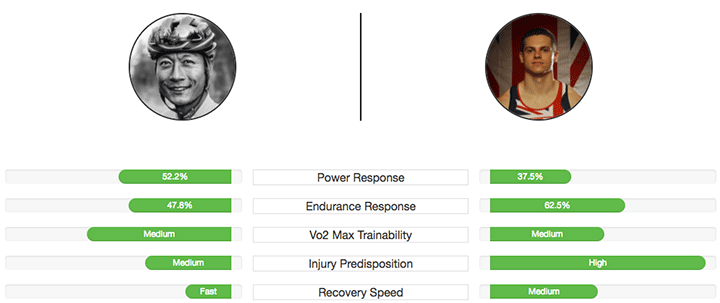 52.2% Power Response 37.5%
47.8% Endurance Response 62.5%
Medium Vo2 Max Trainability Medium
Medium Injury Predisposition High
Fast Recovery Speed Medium